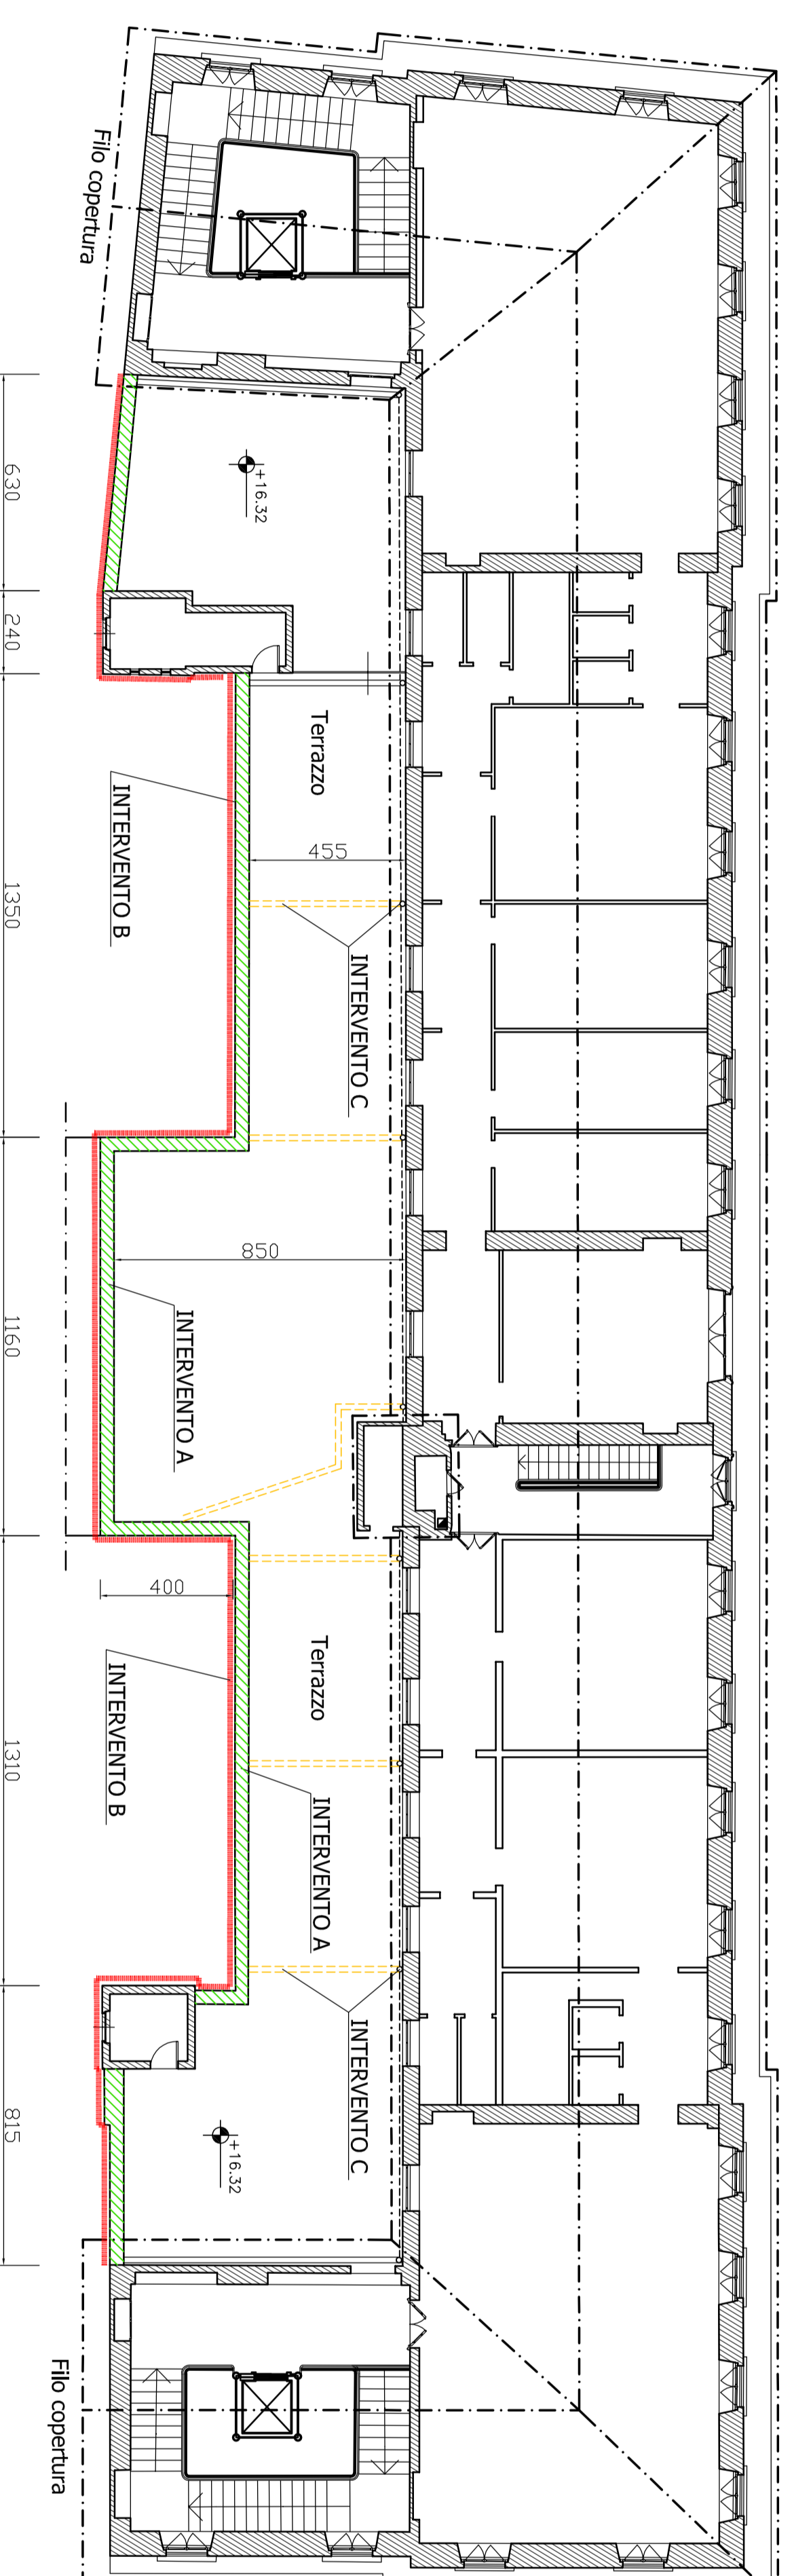 Filo copertura
630
+16.32
240
Terrazzo
INTERVENTO B
455
1350
INTERVENTO C
850
INTERVENTO A
1160
400
Terrazzo
INTERVENTO B
1310
INTERVENTO A
INTERVENTO C
815
+16.32
Filo copertura